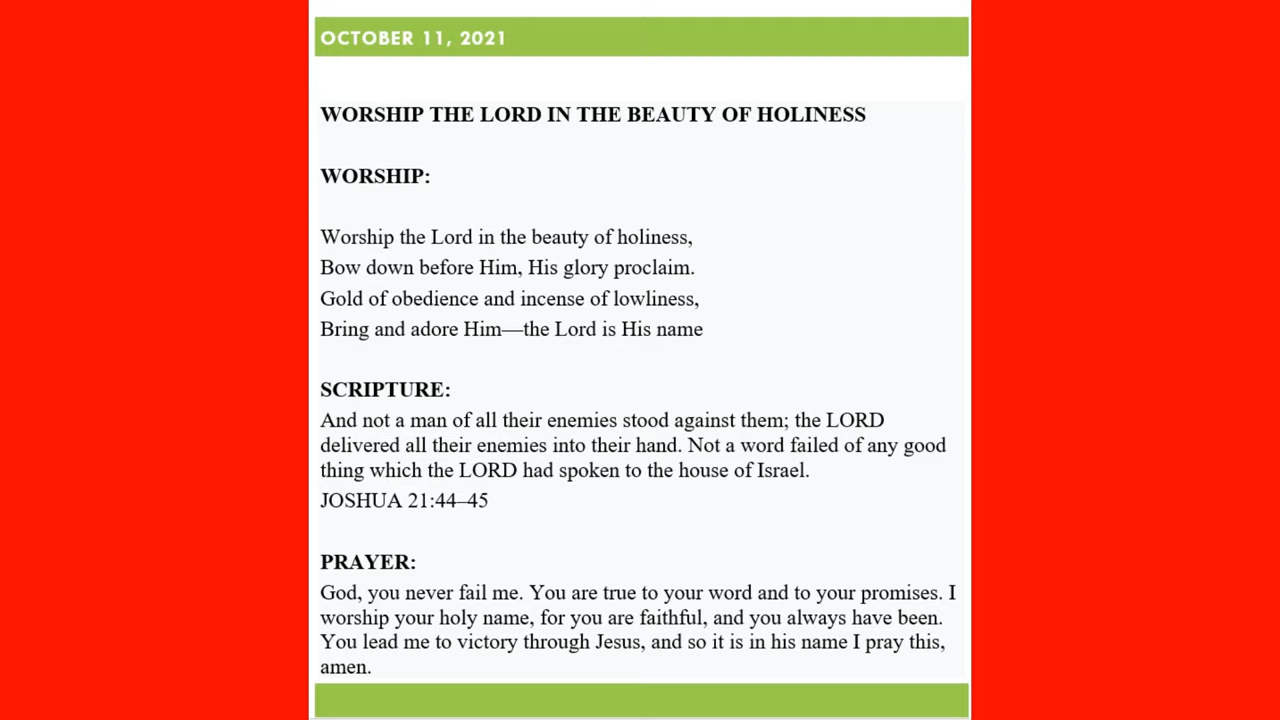 OCTOBER 11, 2021
WORSHIP THE LORD IN THE BEAUTY OF HOLINESS
WORSHIP:
Worship the Lord in the beauty of holiness,
Bow down before Him, His glory proclaim.
Gold of obedience and incense of lowliness,
Bring and adore Him—the Lord is His name
SCRIPTURE:
And not a man of all their enemies stood against them; the LORD
delivered all their enemies into their hand. Not a word failed of any good
thing which the LORD had spoken to the house of Israel.
JOSHUA 21:44–45
PRAYER:
God, you never fail me. You are true to your word and to your promises. I
worship your holy name, for you are faithful, and you always have been.
You lead me to victory through Jesus, and so it is in his name I pray this,
amen.